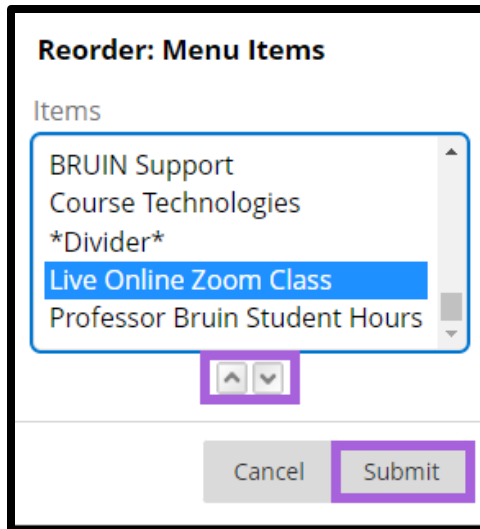 Reorder: Menu Items
Items
BRUIN Support
Course Technologies
*Divider*
Live Online Zoom Class
Professor Bruin Student Hours
Cancel Submit